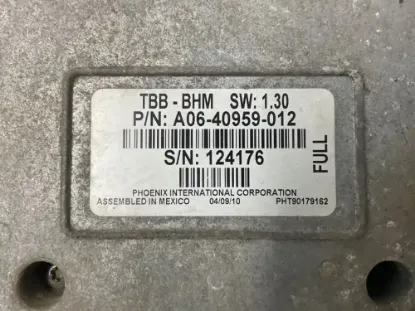 TBB - BHM SW: 1.30
P/N: A06-40959-012
S/N: 124176
FULL
PHOENIX INTERNATIONAL CORPORATION
ASSEMBLED IN MEXICO 04/09/10 PHT90179162